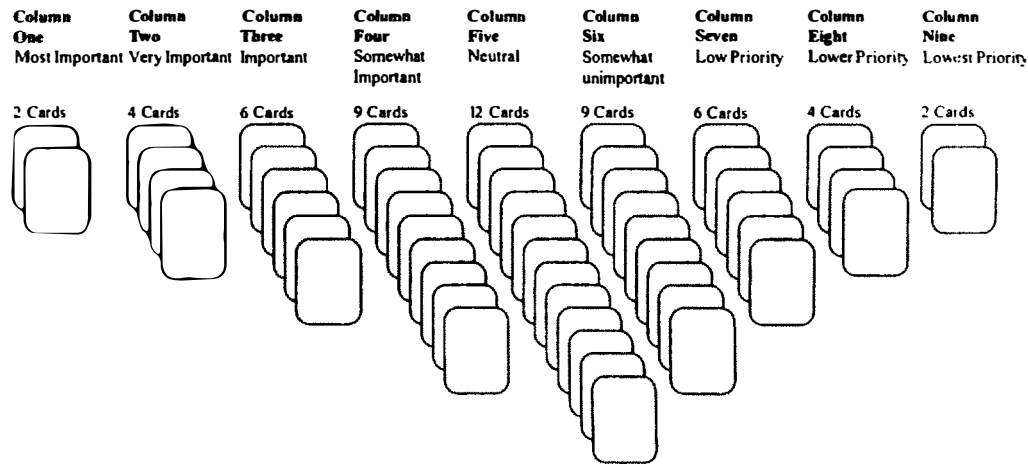 Column One Most Important 2 Cards
Column Two Very Important 4 Cards
Column Three Important 6 Cards
Column Four Somewhat Important 9 Cards
Column Five Neutral 12 Cards
Column Six Somewhat unimportant 9 Cards
Column Seven Low Priority 6 Cards
Column Eight Lower Priority 4 Cards
Column Nine Lowest Priority 2 Cards